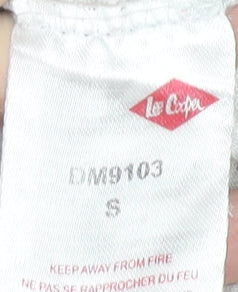 Lee Cooper
DM9103
S
KEEP AWAY FROM FIRE
NE PAS SE RAPPROCHER DU FEU